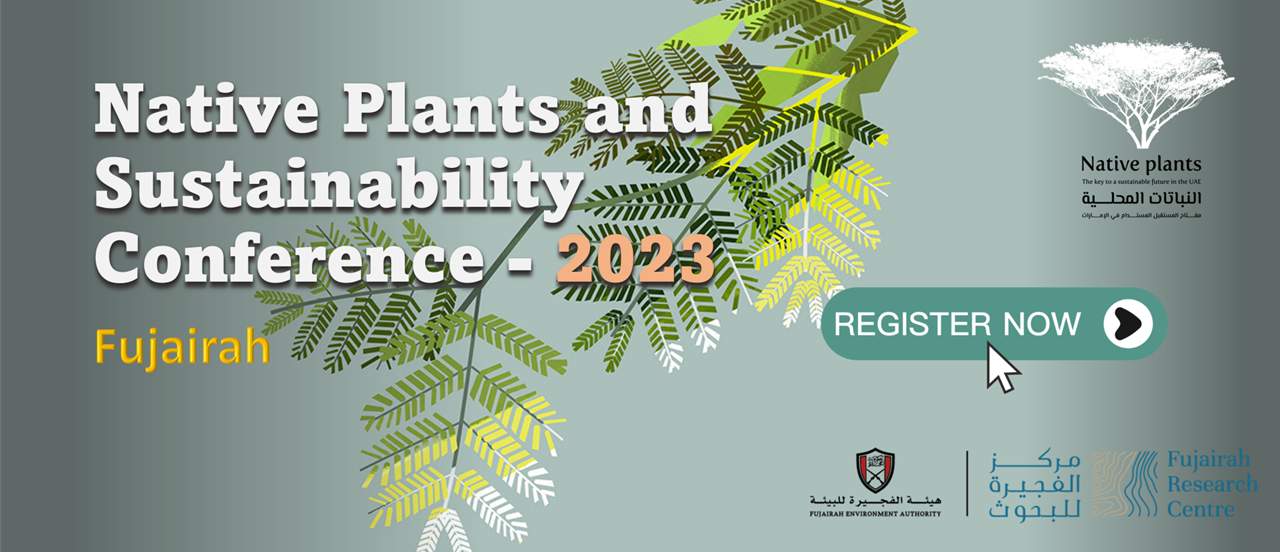 Native Plants and
Sustainability
Conference - 2023
Fujairah
Native plants
The key to a sustainable future in the UAE
النباتات المحلية
مفتاح المستقبل المستدام في الإمارات
REGISTER NOW
هيئة الفجيرة للبيئة
FUJAIRAH ENVIRONMENT AUTHORITY
مركز
الفجيرة
للبحوث
Fujairah
Research
Centre